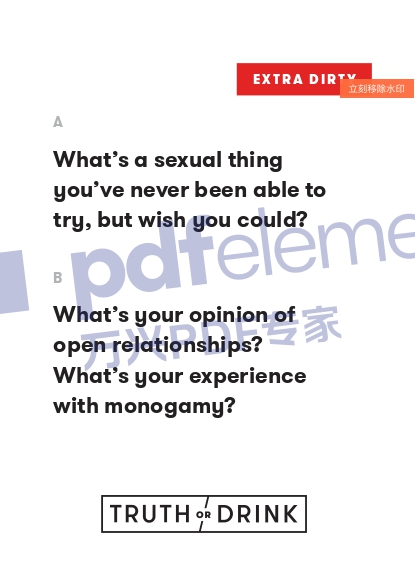 EXTRA DIRTY
立刻移除水印
A
What's a sexual thing
you've never been able to
try, but wish you could?
pdfeleme
B
What's your opinion of
open relationships?
What's your experience
with monogamy?
万兴PDF专家
TRUTH OR DRINK